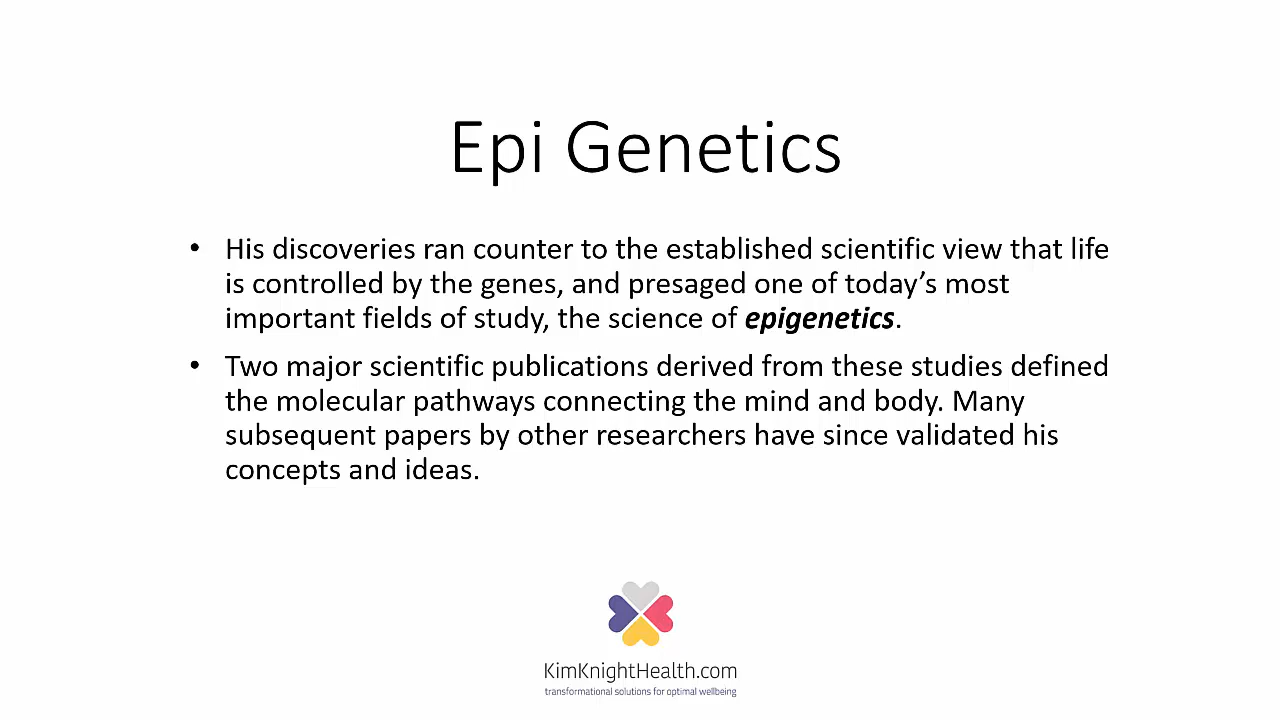 Epi Genetics
• His discoveries ran counter to the established scientific view that life
is controlled by the genes, and presaged one of today’s most
important fields of study, the science of epigenetics.
• Two major scientific publications derived from these studies defined
the molecular pathways connecting the mind and body. Many
subsequent papers by other researchers have since validated his
concepts and ideas.
KimKnightHealth.com
transformational solutions for optimal wellbeing